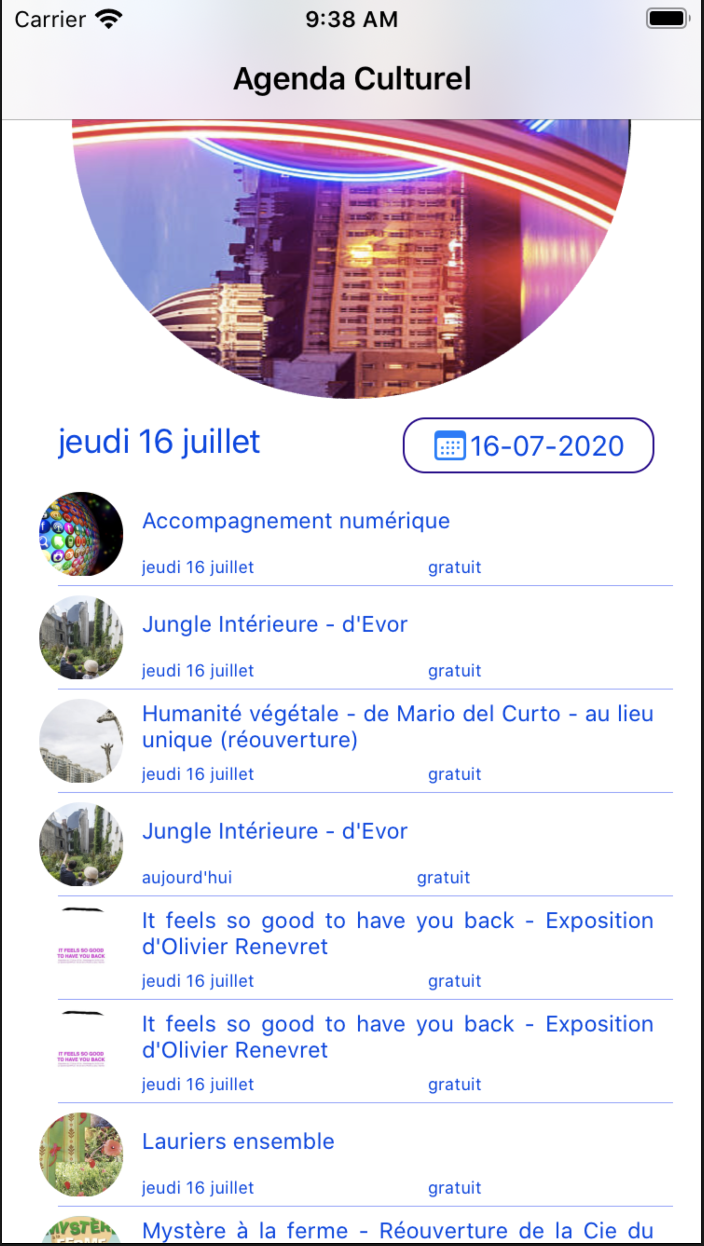 Carrier 9:38 AM
Agenda Culturel
jeudi 16 juillet
16-07-2020
Accompagnement numérique
jeudi 16 juillet gratuit
Jungle Intérieure - d'Evor
jeudi 16 juillet gratuit
Humanité végétale - de Mario del Curto - au lieu
unique (réouverture)
jeudi 16 juillet gratuit
Jungle Intérieure - d'Evor
aujourd'hui gratuit
IT FEELS SO GOOD
TO HAVE YOU BACK
It feels so good to have you back - Exposition
d'Olivier Renevret
jeudi 16 juillet gratuit
IT FEELS SO GOOD
TO HAVE YOU BACK
It feels so good to have you back - Exposition
d'Olivier Renevret
jeudi 16 juillet gratuit
Lauriers ensemble
jeudi 16 juillet gratuit
Mystère à la ferme - Réouverture de la Cie du